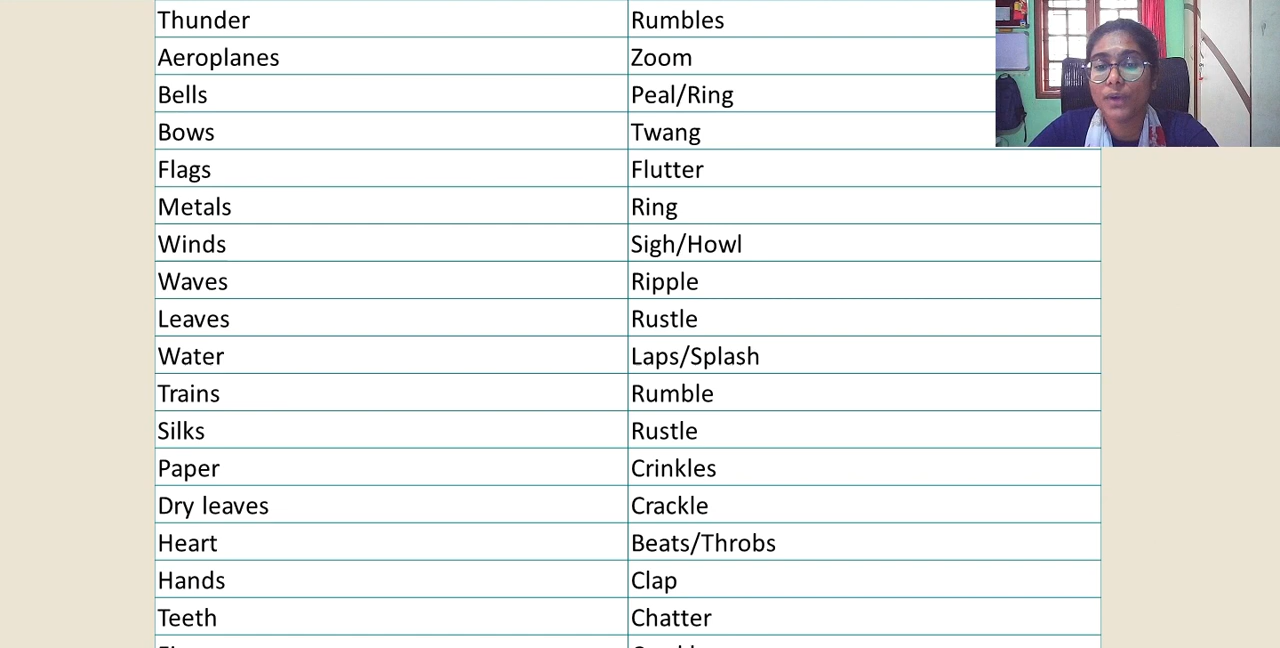 Thunder Rumbles
Aeroplanes Zoom
Bells Peal/Ring
Bows Twang
Flags Flutter
Metals Ring
Winds Sigh/Howl
Waves Ripple
Leaves Rustle
Water Laps/Splash
Trains Rumble
Silks Rustle
Paper Crinkles
Dry leaves Crackle
Heart Beats/Throbs
Hands Clap
Teeth Chatter